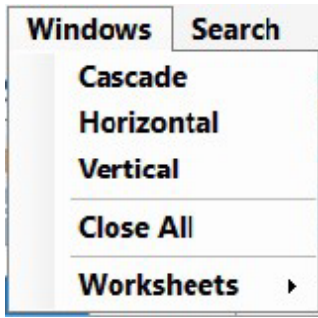 Windows Search
Cascade
Horizontal
Vertical
Close All
Worksheets